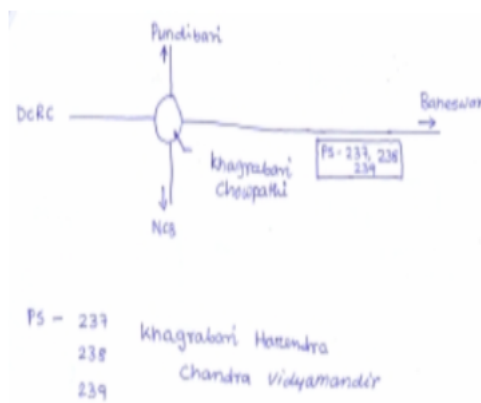 Pundibari
DCRC
Baneswar
PS - 237, 238
239
Khagrabari
Chowpathi
NCB
PS - 237
238
239
Khagrabari Harendra
Chandra Vidyamandir